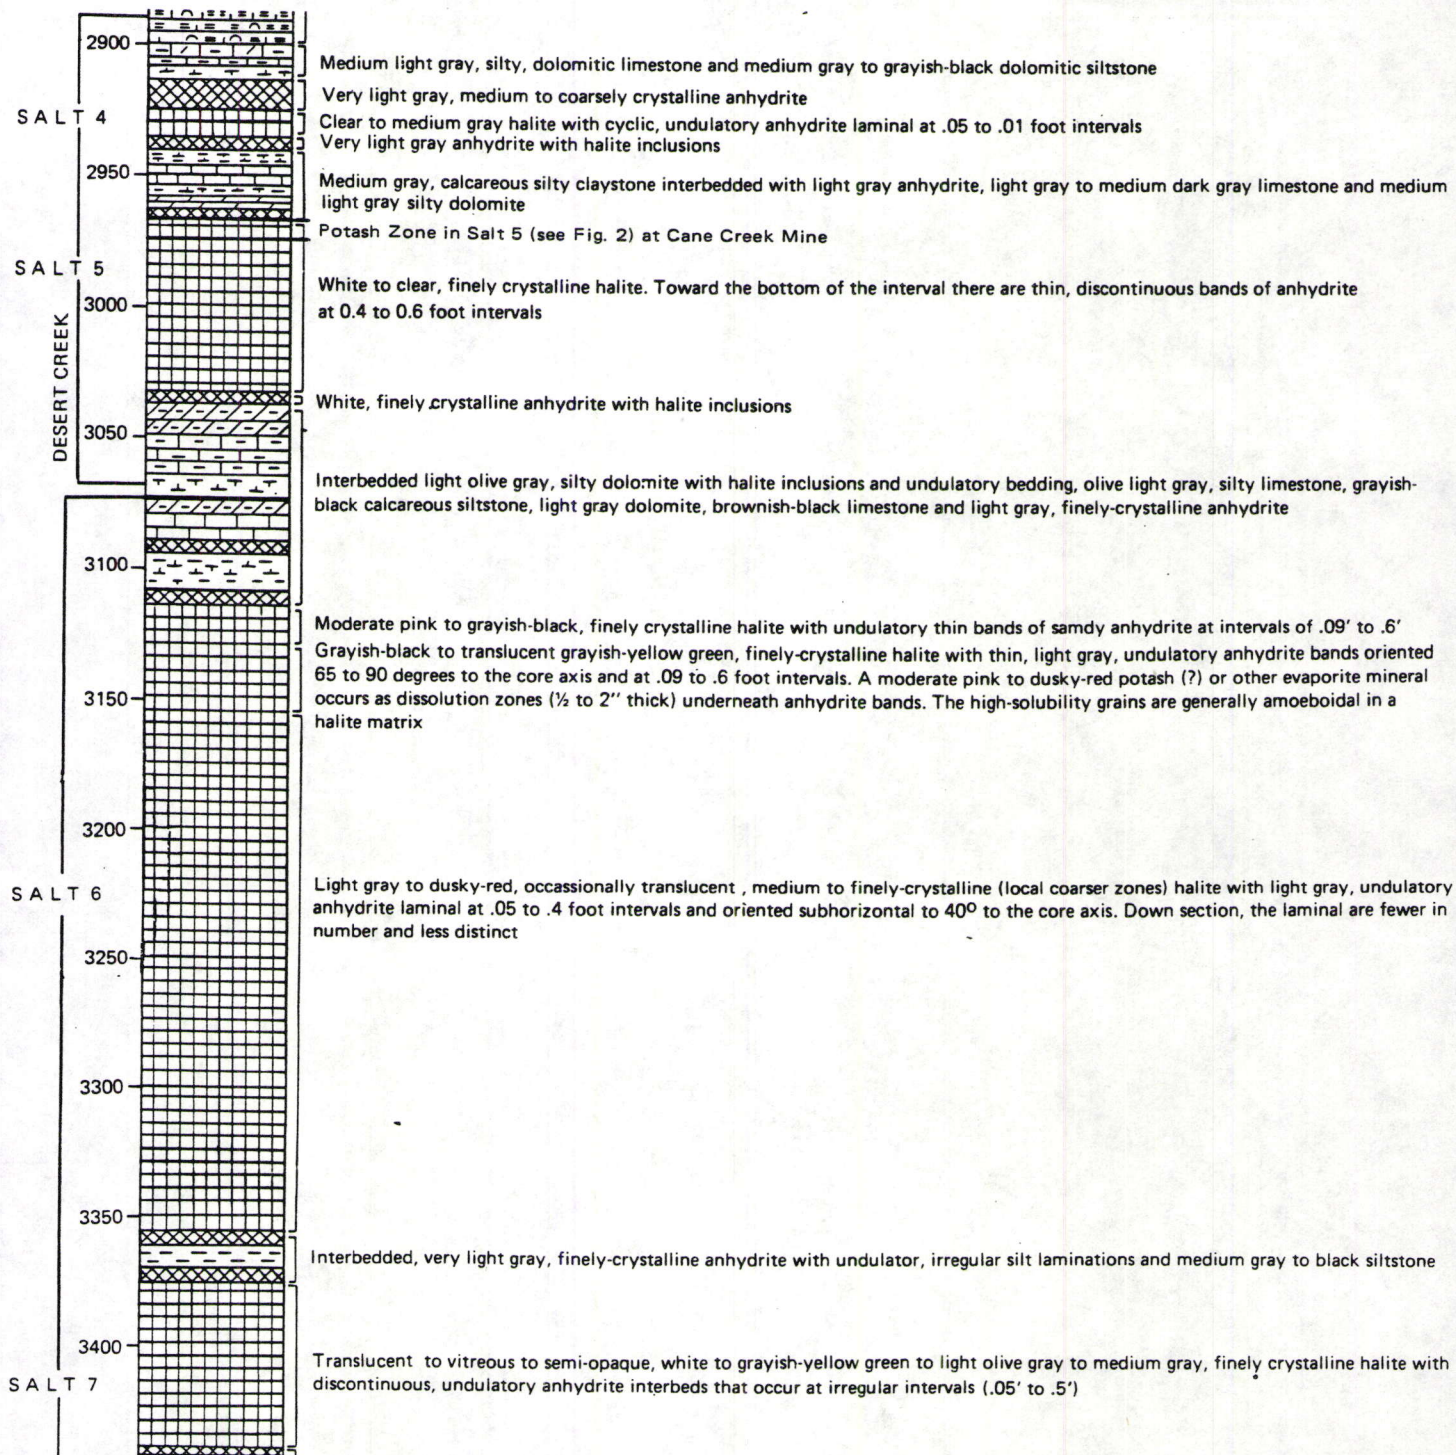 2900
Medium light gray, silty, dolomitic limestone and medium gray to grayish-black dolomitic siltstone
Very light gray, medium to coarsely crystalline anhydrite
SALT 4
Clear to medium gray halite with cyclic, undulatory anhydrite laminal at .05 to .01 foot intervals
Very light gray anhydrite with halite inclusions
2950
Medium gray, calcareous silty claystone interbedded with light gray anhydrite, light gray to medium dark gray limestone and medium
light gray silty dolomite
Potash Zone in Salt 5 (see Fig. 2) at Cane Creek Mine
SALT 5
White to clear, finely crystalline halite. Toward the bottom of the interval there are thin, discontinuous bands of anhydrite
at 0.4 to 0.6 foot intervals
3000
DESERT CREEK
White, finely crystalline anhydrite with halite inclusions
3050
Interbedded light olive gray, silty dolomite with halite inclusions and undulatory bedding, olive light gray, silty limestone, grayish-
black calcareous siltstone, light gray dolomite, brownish-black limestone and light gray, finely-crystalline anhydrite
3100
Moderate pink to grayish-black, finely crystalline halite with undulatory thin bands of samdy anhydrite at intervals of .09' to .6'
Grayish-black to translucent grayish-yellow green, finely-crystalline halite with thin, light gray, undulatory anhydrite bands oriented
65 to 90 degrees to the core axis and at .09 to .6 foot intervals. A moderate pink to dusky-red potash (?) or other evaporite mineral
3150
occurs as dissolution zones (½ to 2" thick) underneath anhydrite bands. The high-solubility grains are generally amoeboidal in a
halite matrix
3200
SALT 6
Light gray to dusky-red, occassionally translucent , medium to finely-crystalline (local coarser zones) halite with light gray, undulatory
anhydrite laminal at .05 to .4 foot intervals and oriented subhorizontal to 40º to the core axis. Down section, the laminal are fewer in
number and less distinct
3250
3300
3350
Interbedded, very light gray, finely-crystalline anhydrite with undulator, irregular silt laminations and medium gray to black siltstone
3400
SALT 7
Translucent to vitreous to semi-opaque, white to grayish-yellow green to light olive gray to medium gray, finely crystalline halite with
discontinuous, undulatory anhydrite interbeds that occur at irregular intervals (.05' to .5')